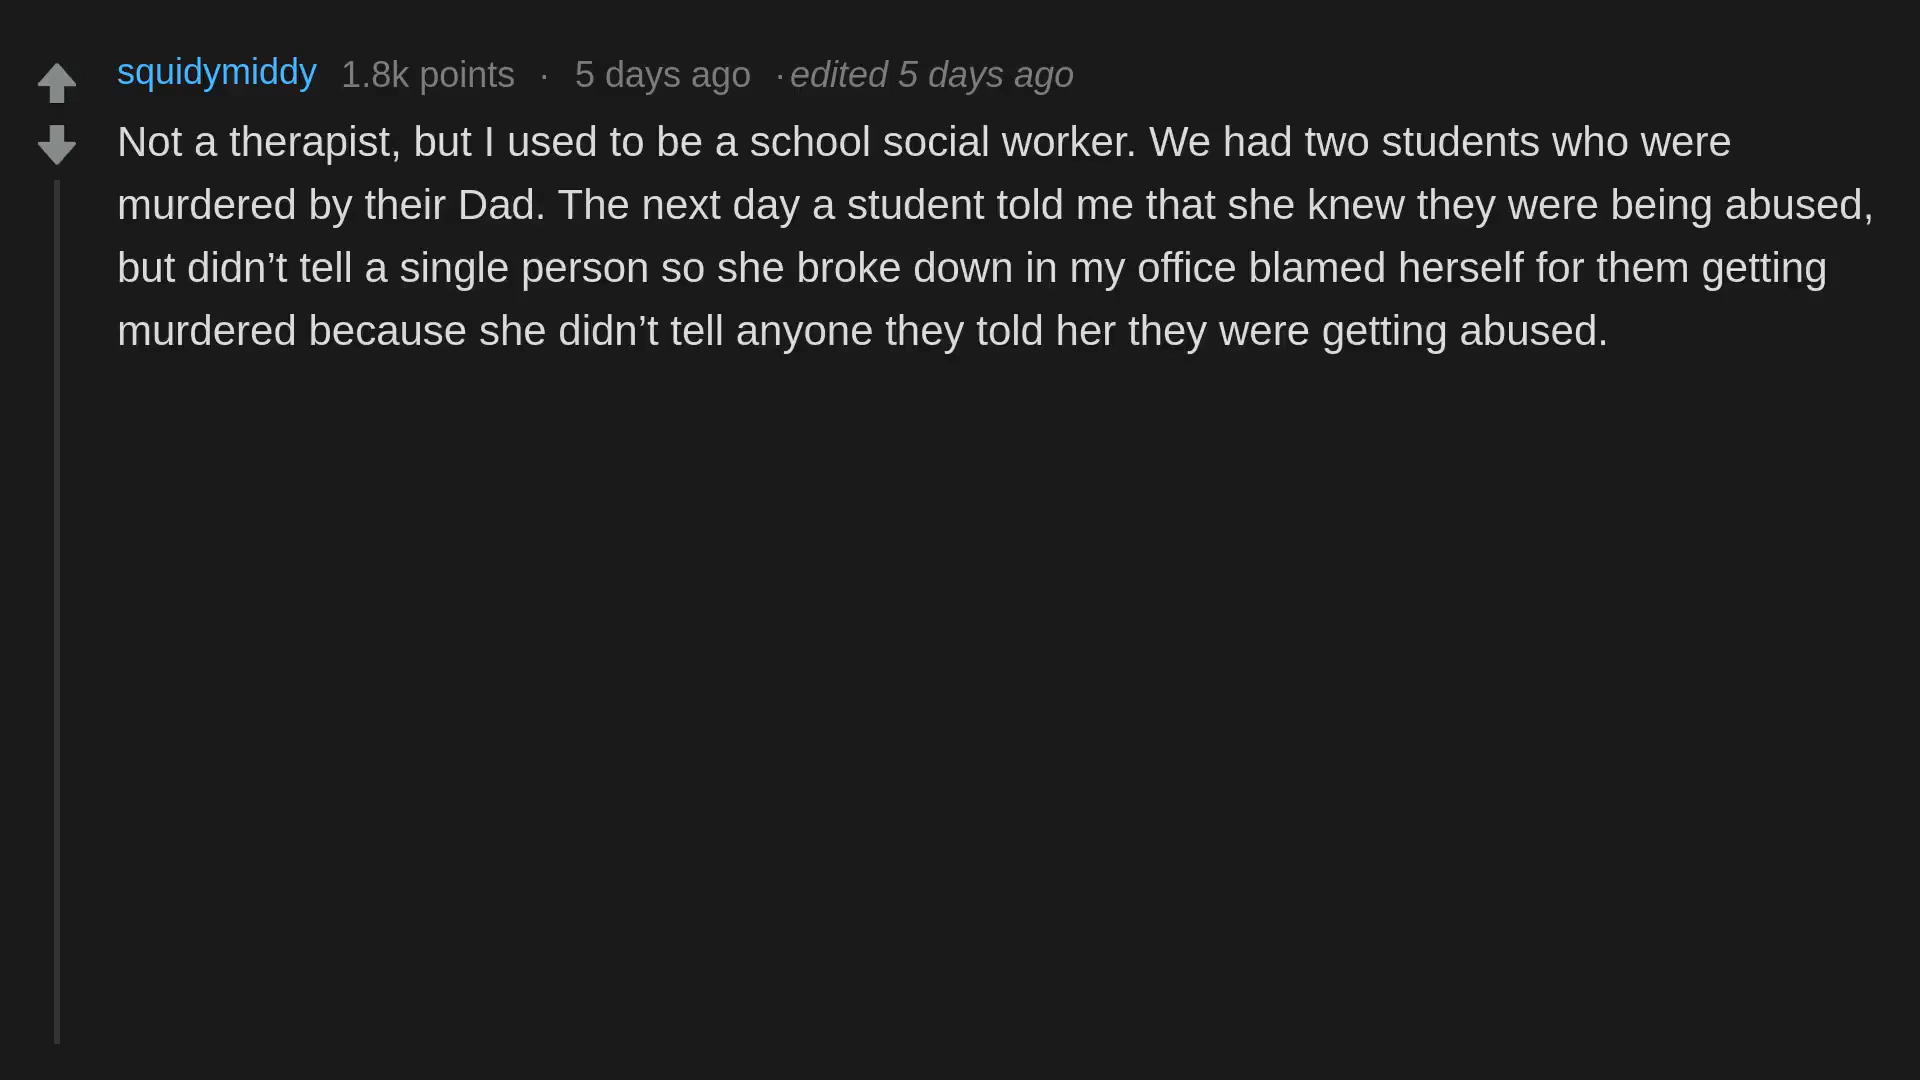 squidymiddy 1.8k points · 5 days ago · edited 5 days ago
Not a therapist, but I used to be a school social worker. We had two students who were
murdered by their Dad. The next day a student told me that she knew they were being abused,
but didn’t tell a single person so she broke down in my office blamed herself for them getting
murdered because she didn’t tell anyone they told her they were getting abused.